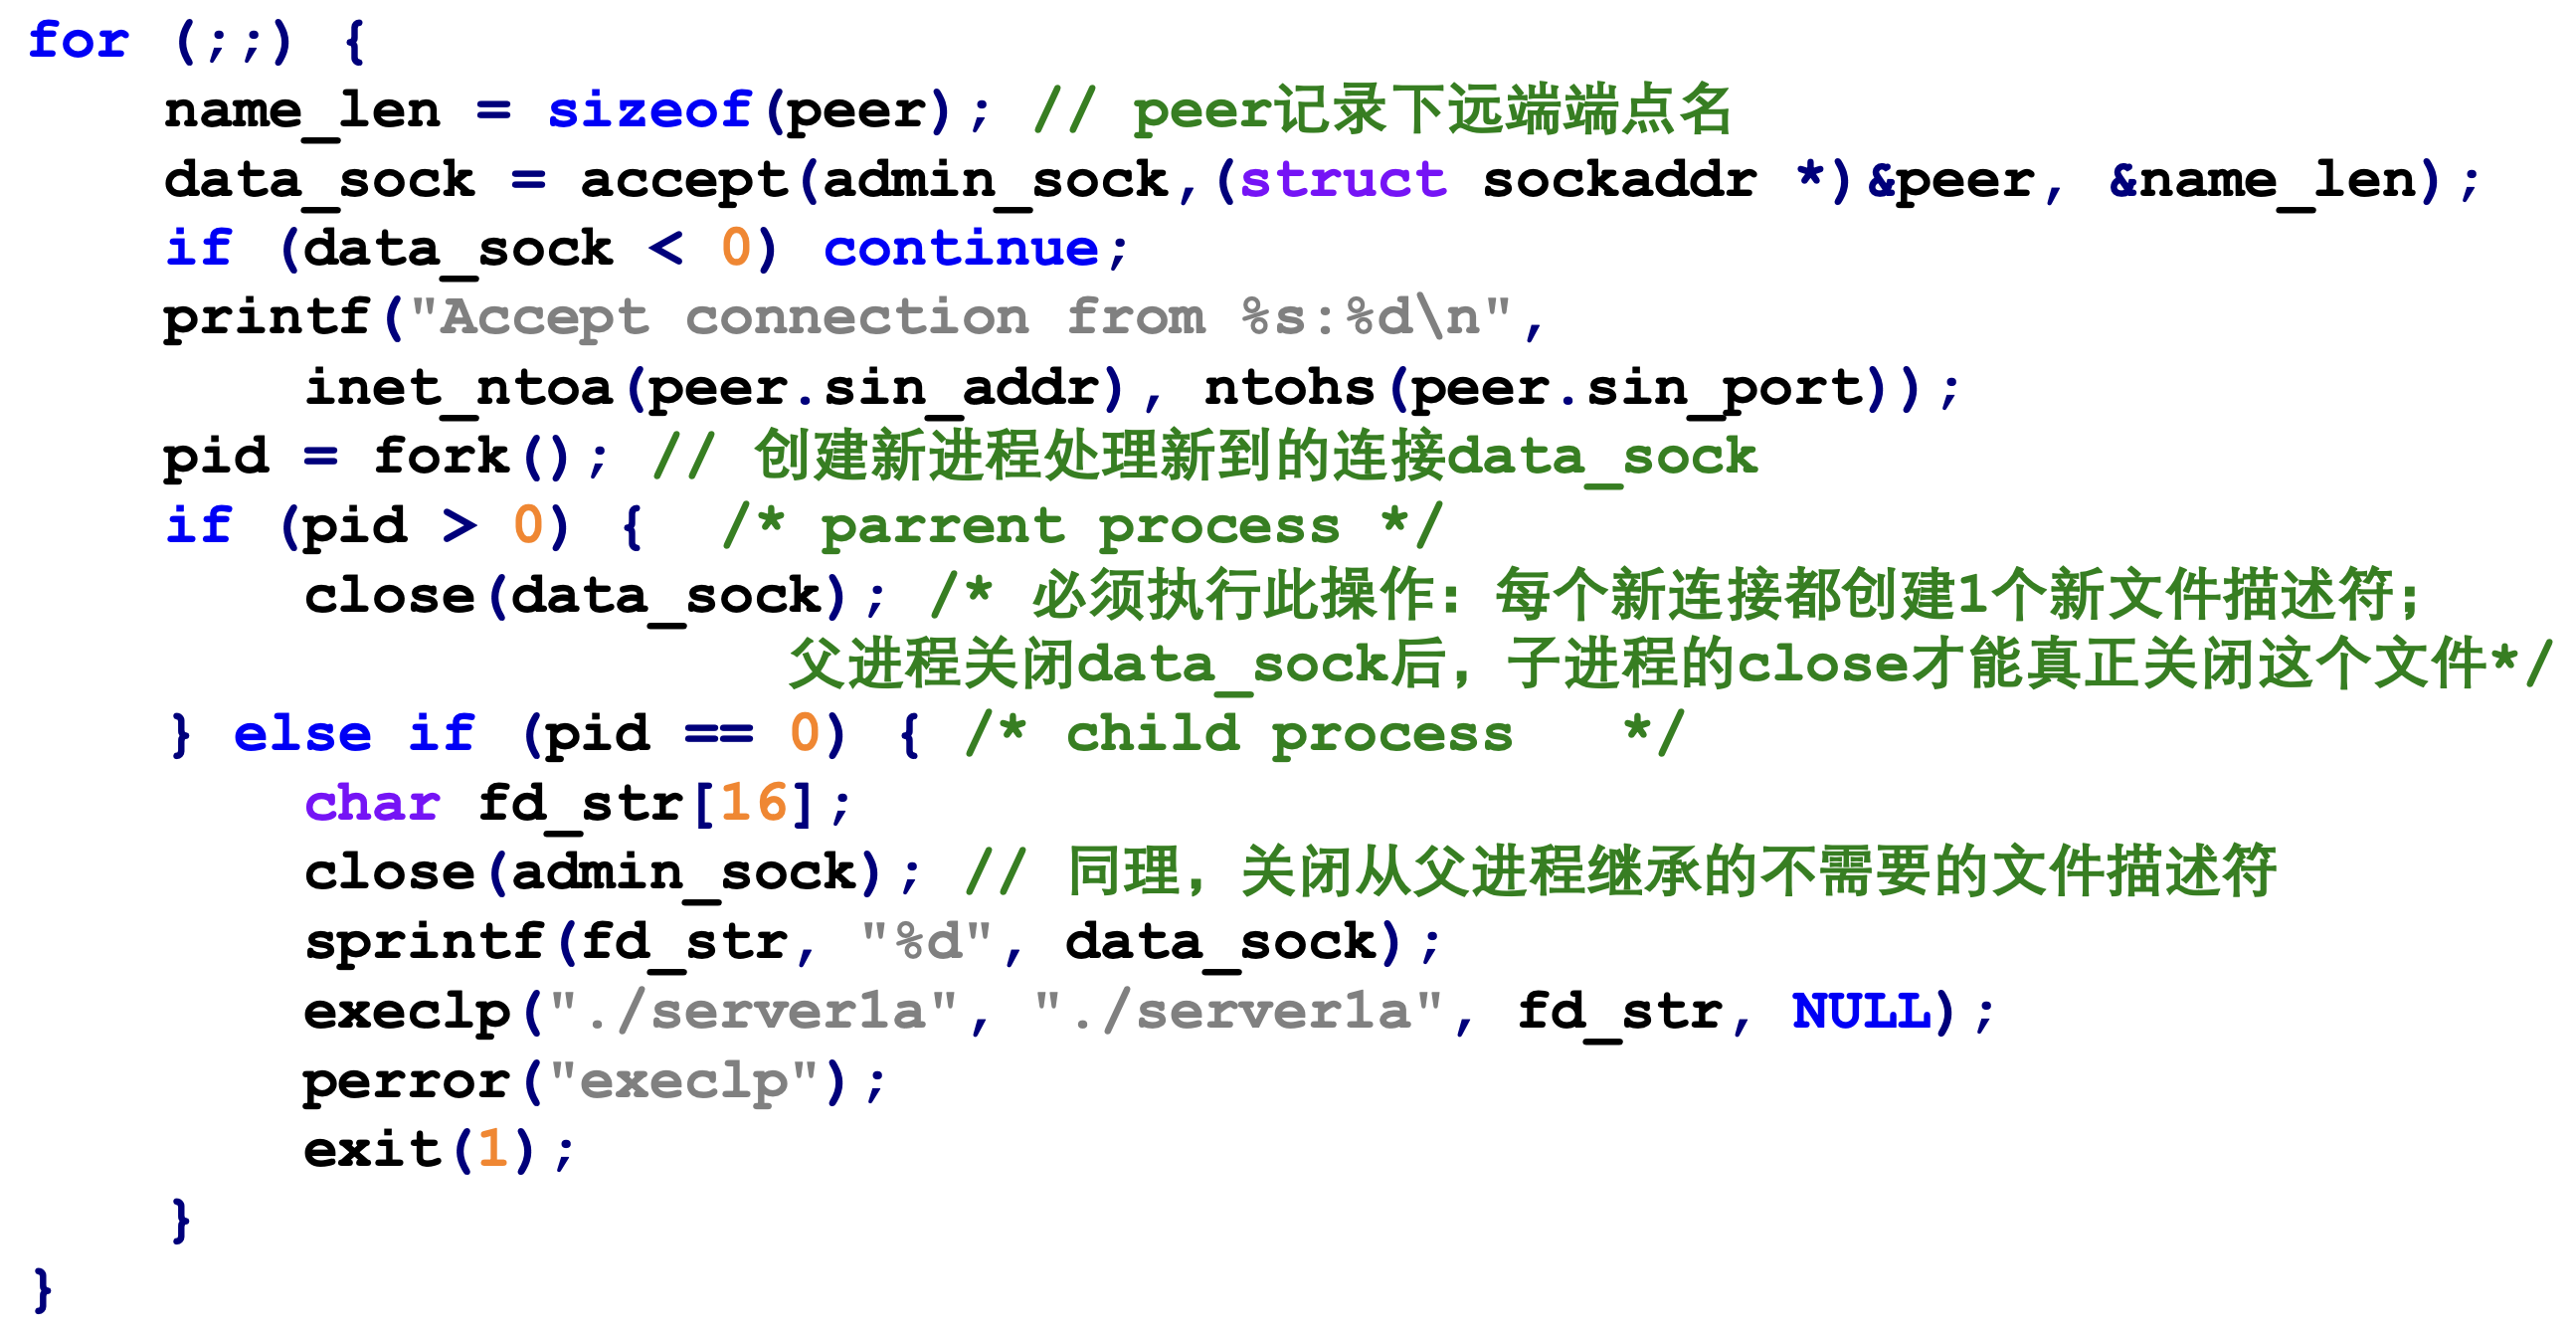 for (;;) {
    name_len = sizeof(peer); // peer记录下远端端点名
    data_sock = accept(admin_sock,(struct sockaddr *)&peer, &name_len);
    if (data_sock < 0) continue;
    printf("Accept connection from %s:%d\n",
        inet_ntoa(peer.sin_addr), ntohs(peer.sin_port));
    pid = fork(); // 创建新进程处理新到的连接data_sock
    if (pid > 0) {  /* parrent process */
        close(data_sock); /* 必须执行此操作：每个新连接都创建1个新文件描述符；
                      父进程关闭data_sock后，子进程的close才能真正关闭这个文件*/
    } else if (pid == 0) { /* child process   */
        char fd_str[16];
        close(admin_sock); // 同理，关闭从父进程继承的不需要的文件描述符
        sprintf(fd_str, "%d", data_sock);
        execlp("./server1a", "./server1a", fd_str, NULL);
        perror("execlp");
        exit(1);
    }
}